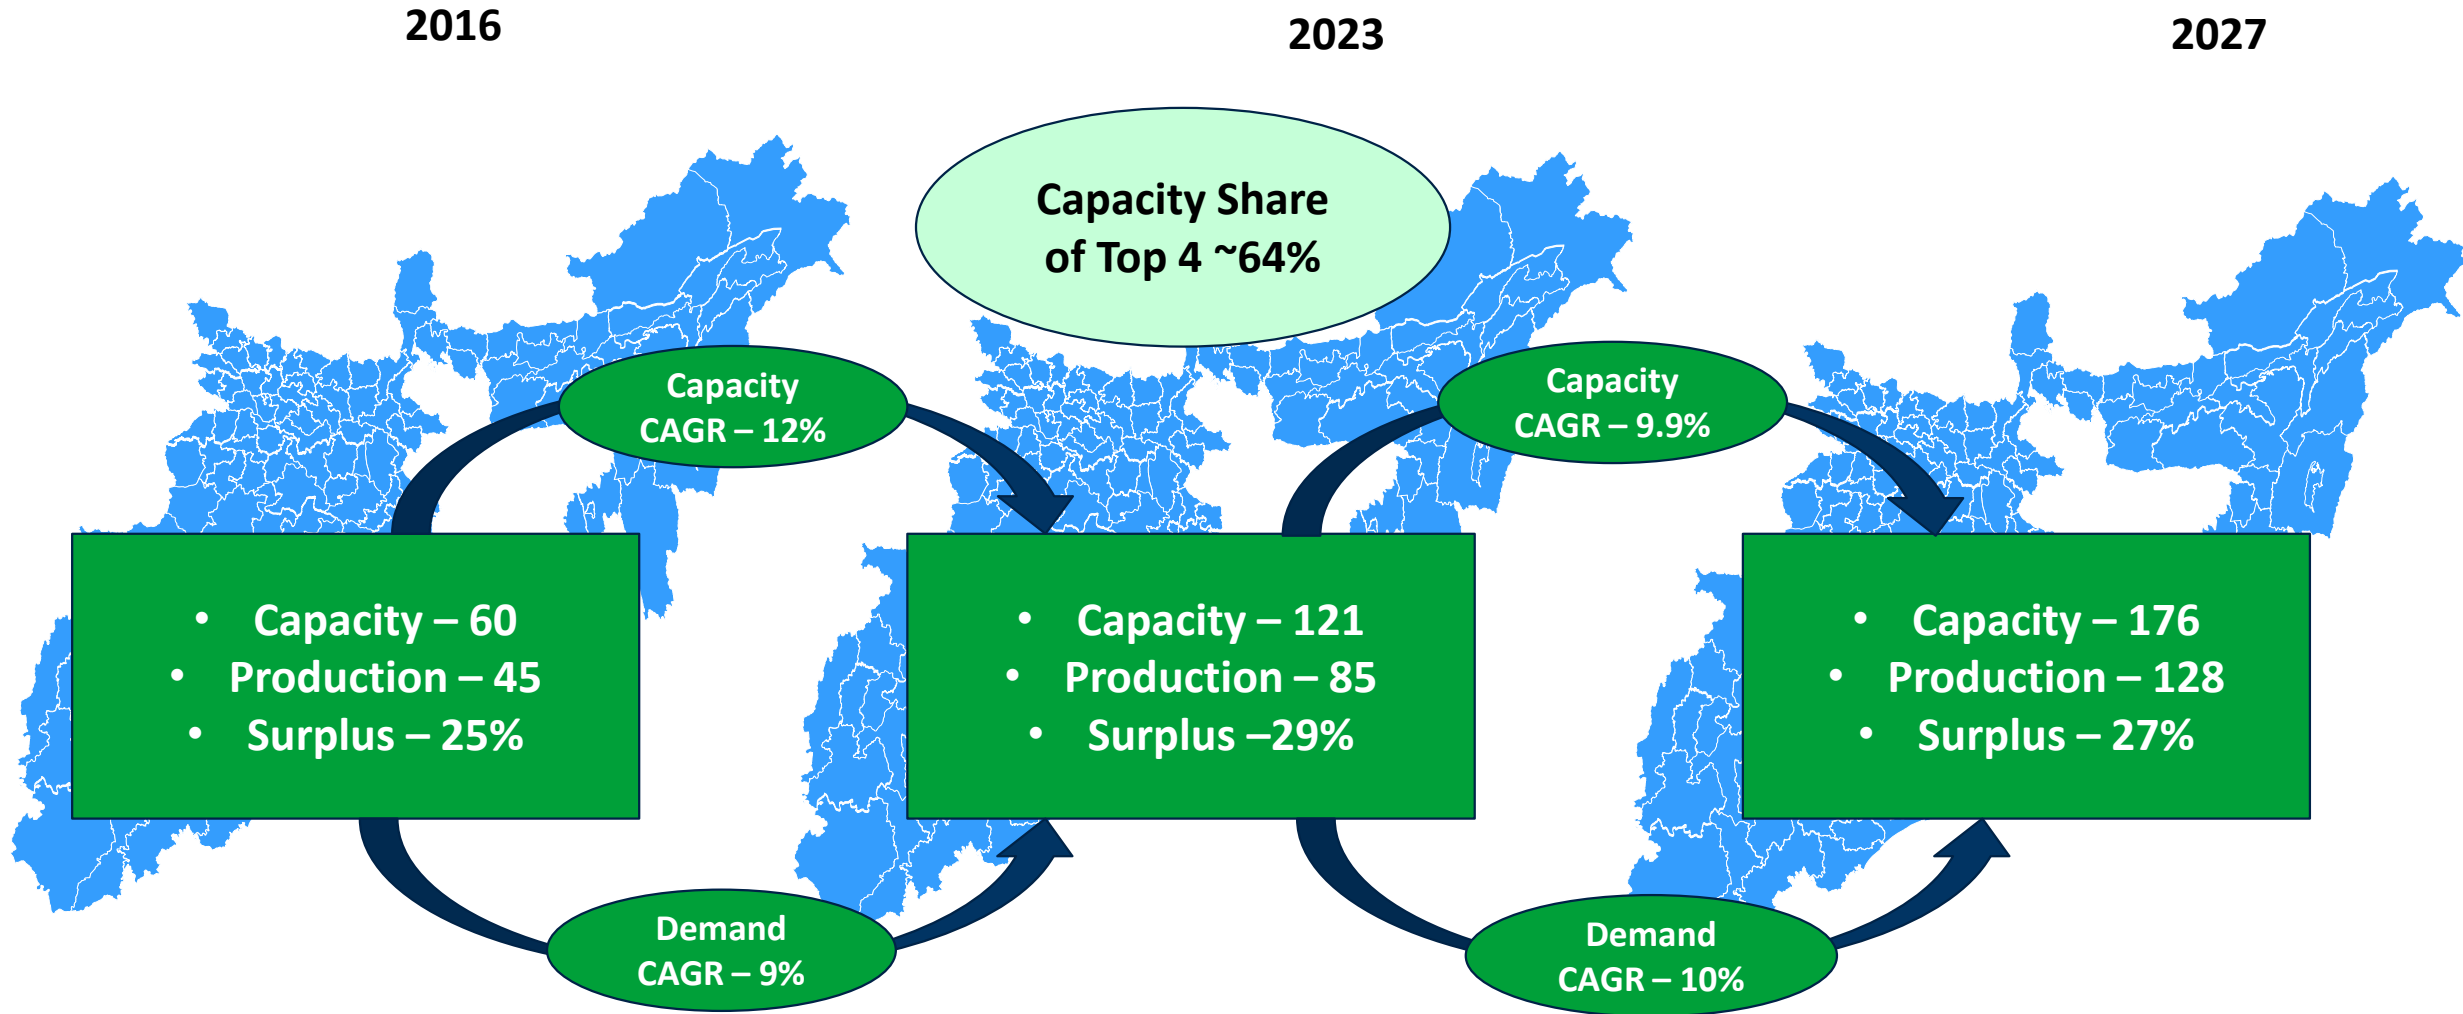 2016
2023
2027
Capacity Share
of Top 4 ~64%
Capacity
CAGR – 12%
Capacity
CAGR – 9.9%
• Capacity – 60
• Production – 45
• Surplus – 25%
• Capacity – 121
• Production – 85
• Surplus –29%
• Capacity – 176
• Production – 128
• Surplus – 27%
Demand
CAGR – 9%
Demand
CAGR – 10%